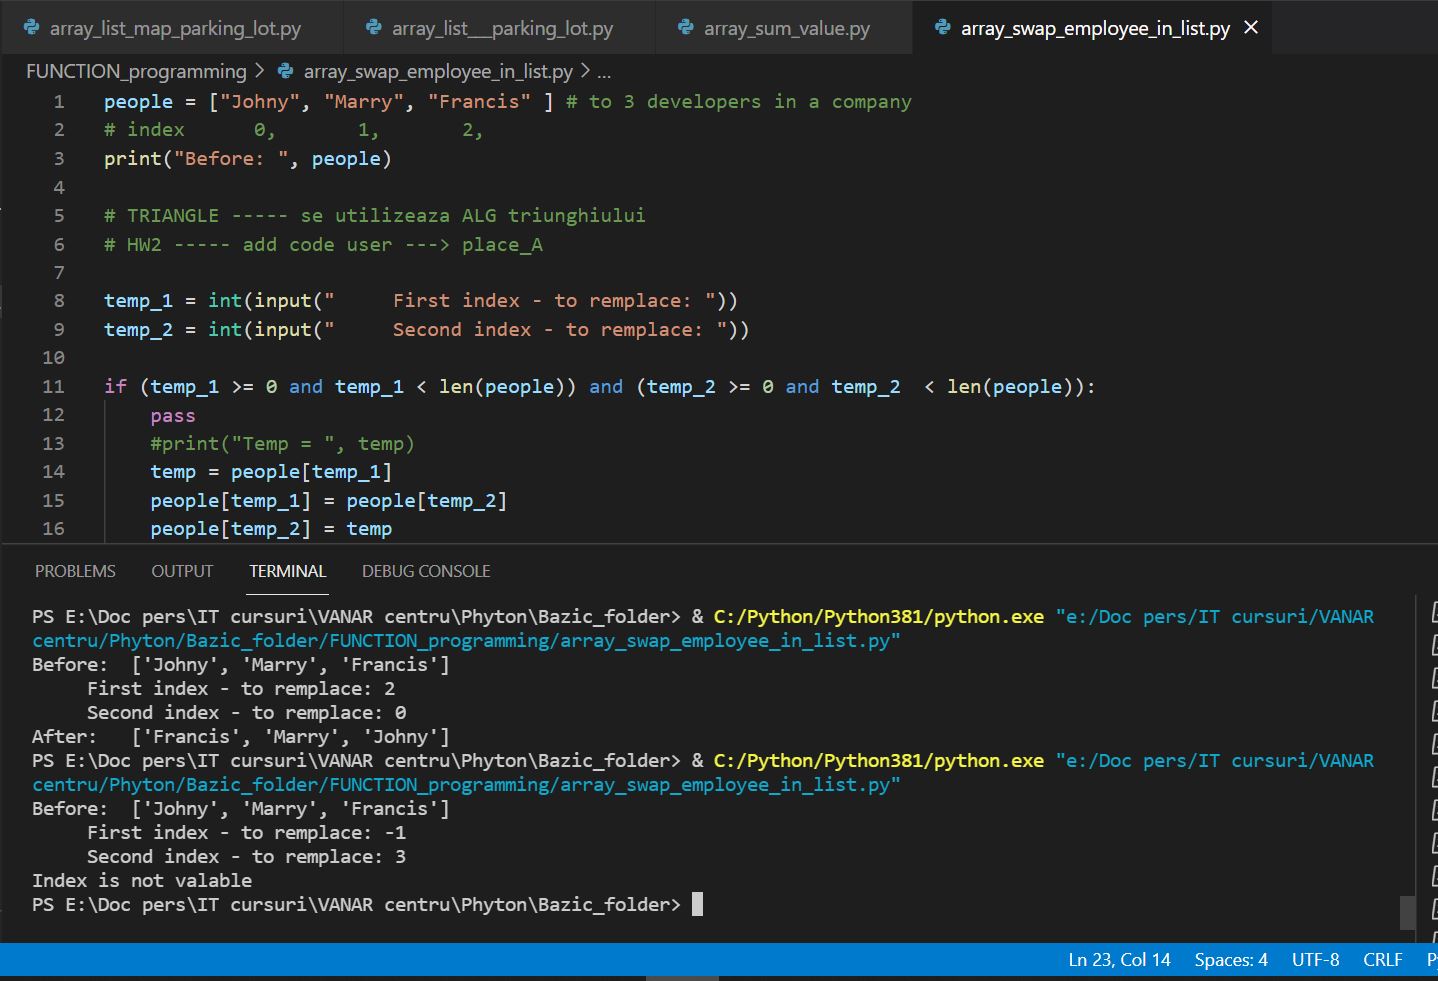 array_list_map_parking_lot.py array_list__parking_lot.py array_sum_value.py array_swap_employee_in_list.py ×
FUNCTION_programming > array_swap_employee_in_list.py > ...
1 people = ["Johny", "Marry", "Francis" ] # to 3 developers in a company
2 # index      0,       1,       2,
3 print("Before: ", people)
4
5 # TRIANGLE ----- se utilizeaza ALG triunghiului
6 # HW2 ----- add code user ---> place_A
7
8 temp_1 = int(input("     First index - to remplace: "))
9 temp_2 = int(input("     Second index - to remplace: "))
10
11 if (temp_1 >= 0 and temp_1 < len(people)) and (temp_2 >= 0 and temp_2  < len(people)):
12     pass
13     #print("Temp = ", temp)
14     temp = people[temp_1]
15     people[temp_1] = people[temp_2]
16     people[temp_2] = temp
PROBLEMS OUTPUT TERMINAL DEBUG CONSOLE
PS E:\Doc pers\IT cursuri\VANAR centru\Phyton\Bazic_folder> & C:/Python/Python381/python.exe "e:/Doc pers/IT cursuri/VANAR
centru/Phyton/Bazic_folder/FUNCTION_programming/array_swap_employee_in_list.py"
Before:  ['Johny', 'Marry', 'Francis']
     First index - to remplace: 2
     Second index - to remplace: 0
After:   ['Francis', 'Marry', 'Johny']
PS E:\Doc pers\IT cursuri\VANAR centru\Phyton\Bazic_folder> & C:/Python/Python381/python.exe "e:/Doc pers/IT cursuri/VANAR
centru/Phyton/Bazic_folder/FUNCTION_programming/array_swap_employee_in_list.py"
Before:  ['Johny', 'Marry', 'Francis']
     First index - to remplace: -1
     Second index - to remplace: 3
Index is not valable
PS E:\Doc pers\IT cursuri\VANAR centru\Phyton\Bazic_folder>
Ln 23, Col 14 Spaces: 4 UTF-8 CRLF